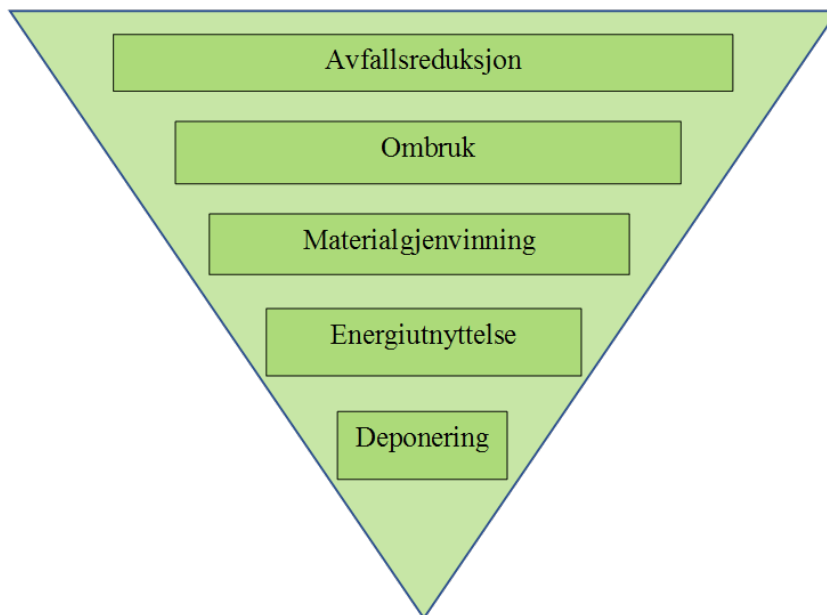 Avfallsreduksjon
Ombruk
Materialgjenvinning
Energiutnyttelse
Deponering